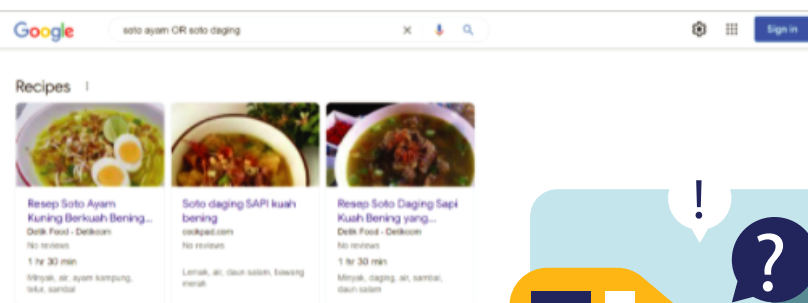 Google
soto ayam OR soto daging
Sign in
Recipes
Resep Soto Ayam
Kuning Berkuah Bening...
Detik Food - Detikcom
No reviews
1 hr 30 min
Minyak, air, ayam kampung,
telur, sambal
Soto daging SAPI kuah
bening
cookpad.com
No reviews
Lemak, air, daun salam, bawang
merah
Resep Soto Daging Sapi
Kuah Bening yang...
Detik Food - Detikcom
No reviews
1 hr 30 min
Minyak, daging, air, sambal,
daun salam
!
?